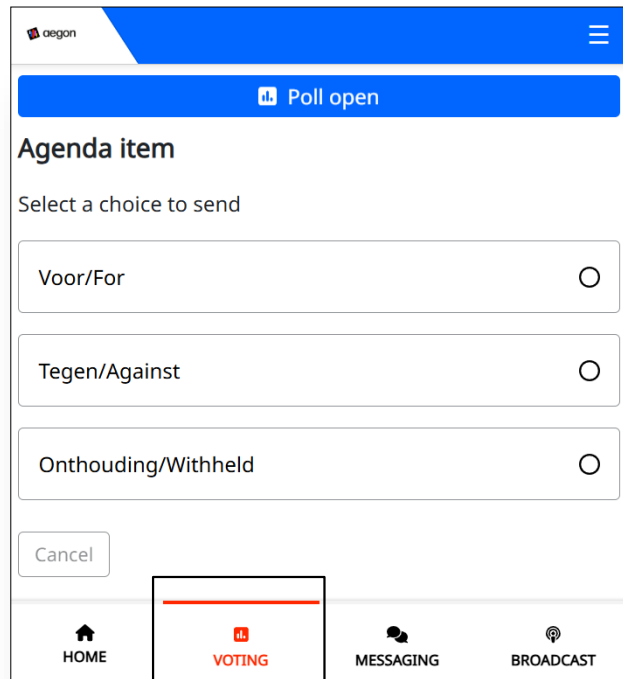 aegon
Poll open
Agenda item
Select a choice to send
Voor/For
Tegen/Against
Onthouding/Withheld
Cancel
HOME VOTING MESSAGING BROADCAST